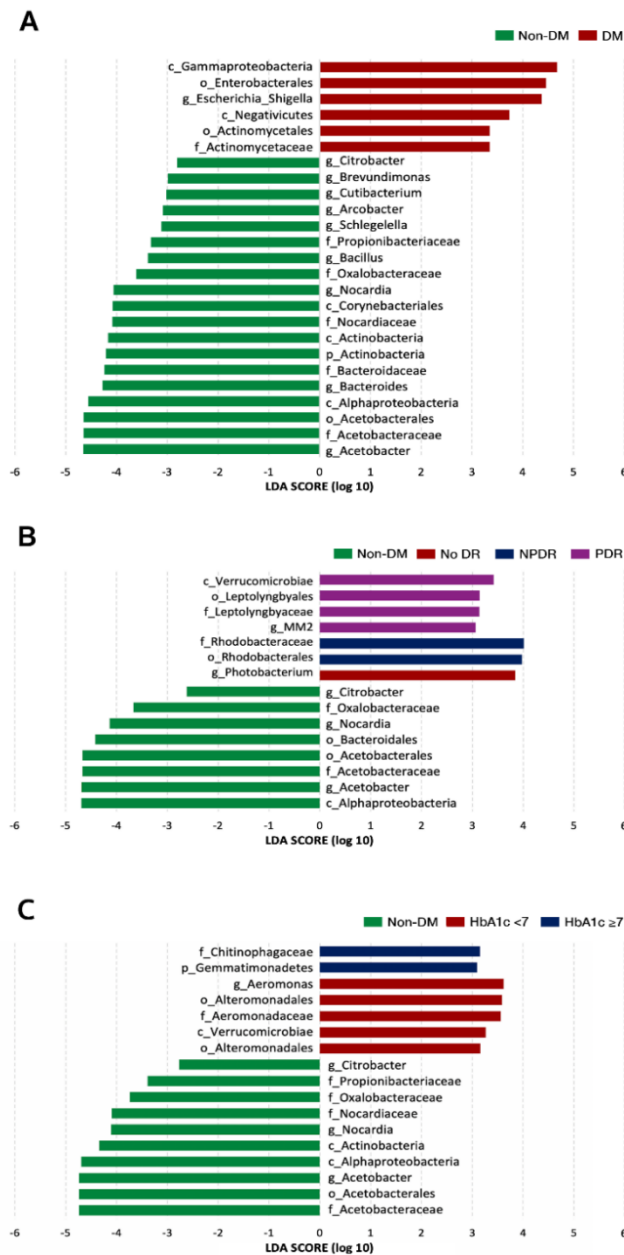 A
Non-DM DM
c_Gammaproteobacteria
o_Enterobacterales
g_Escherichia_Shigella
c_Negativicutes
o_Actinomycetales
f_Actinomycetaceae
g_Citrobacter
g_Brevundimonas
g_Cutibacterium
g_Arcobacter
g_Schlegelella
f_Propionibacteriaceae
g_Bacillus
f_Oxalobacteraceae
g_Nocardia
c_Corynebacteriales
f_Nocardiaceae
c_Actinobacteria
p_Actinobacteria
f_Bacteroidaceae
g_Bacteroides
c_Alphaproteobacteria
o_Acetobacterales
f_Acetobacteraceae
g_Acetobacter
-6 -5 -4 -3 -2 -1 0 1 2 3 4 5 6
LDA SCORE (log 10)
B
Non-DM No DR NPDR PDR
c_Verrucomicrobiae
o_Leptolyngbyales
f_Leptolyngbyaceae
g_MM2
f_Rhodobacteraceae
o_Rhodobacterales
g_Photobacterium
g_Citrobacter
f_Oxalobacteraceae
g_Nocardia
o_Bacteroidales
o_Acetobacterales
f_Acetobacteraceae
g_Acetobacter
c_Alphaproteobacteria
-6 -5 -4 -3 -2 -1 0 1 2 3 4 5 6
LDA SCORE (log 10)
C
Non-DM HbA1c <7 HbA1c ≥7
f_Chitinophagaceae
p_Gemmatimonadetes
g_Aeromonas
o_Alteromonadales
f_Aeromonadaceae
c_Verrucomicrobiae
o_Alteromonadales
g_Citrobacter
f_Propionibacteriaceae
f_Oxalobacteraceae
f_Nocardiaceae
g_Nocardia
c_Actinobacteria
c_Alphaproteobacteria
g_Acetobacter
o_Acetobacterales
f_Acetobacteraceae
-6 -5 -4 -3 -2 -1 0 1 2 3 4 5 6
LDA SCORE (log 10)